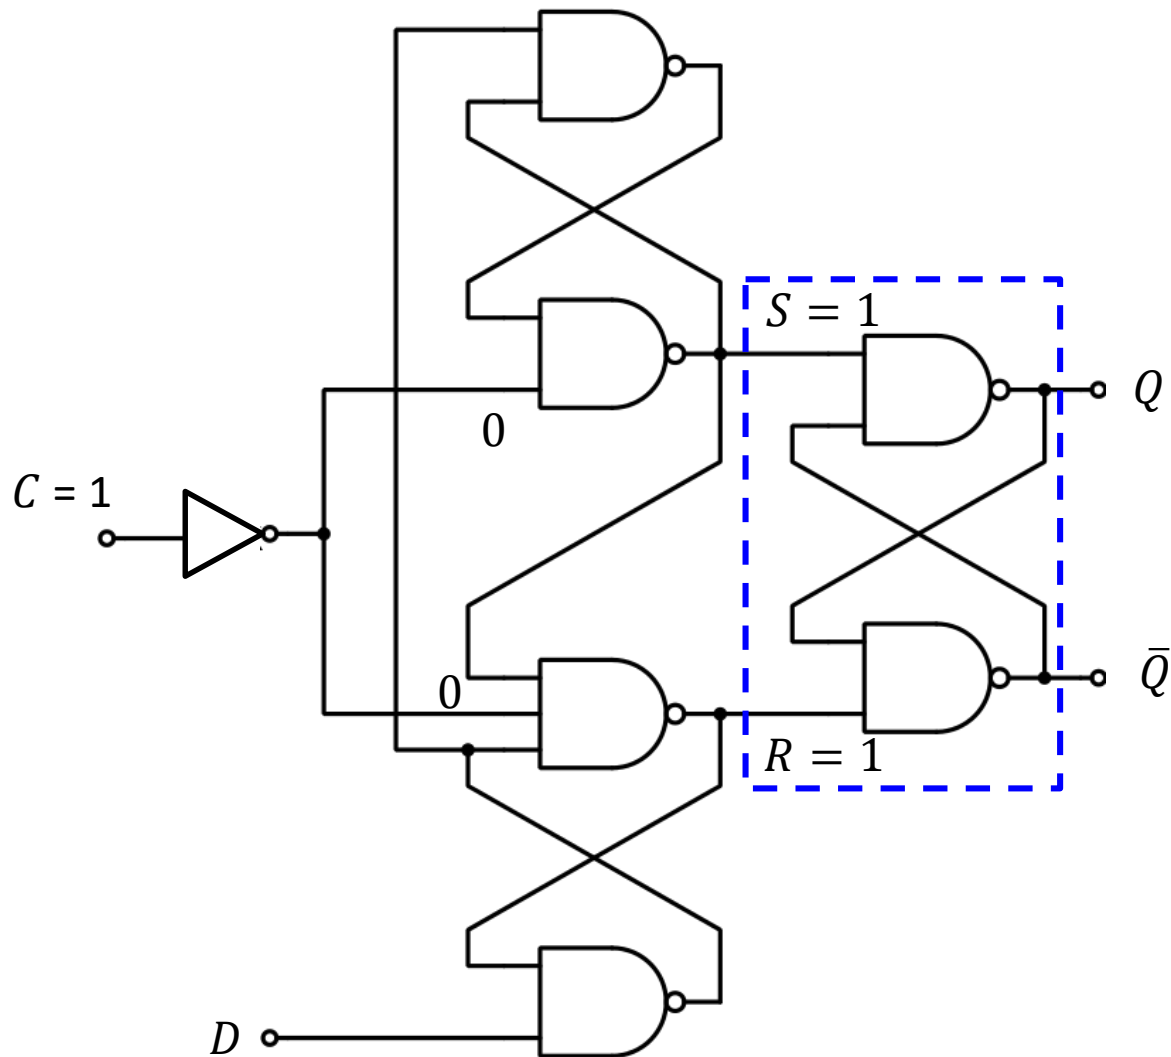 S = 1
Q
0
C = 1
0
Q̄
R = 1
D